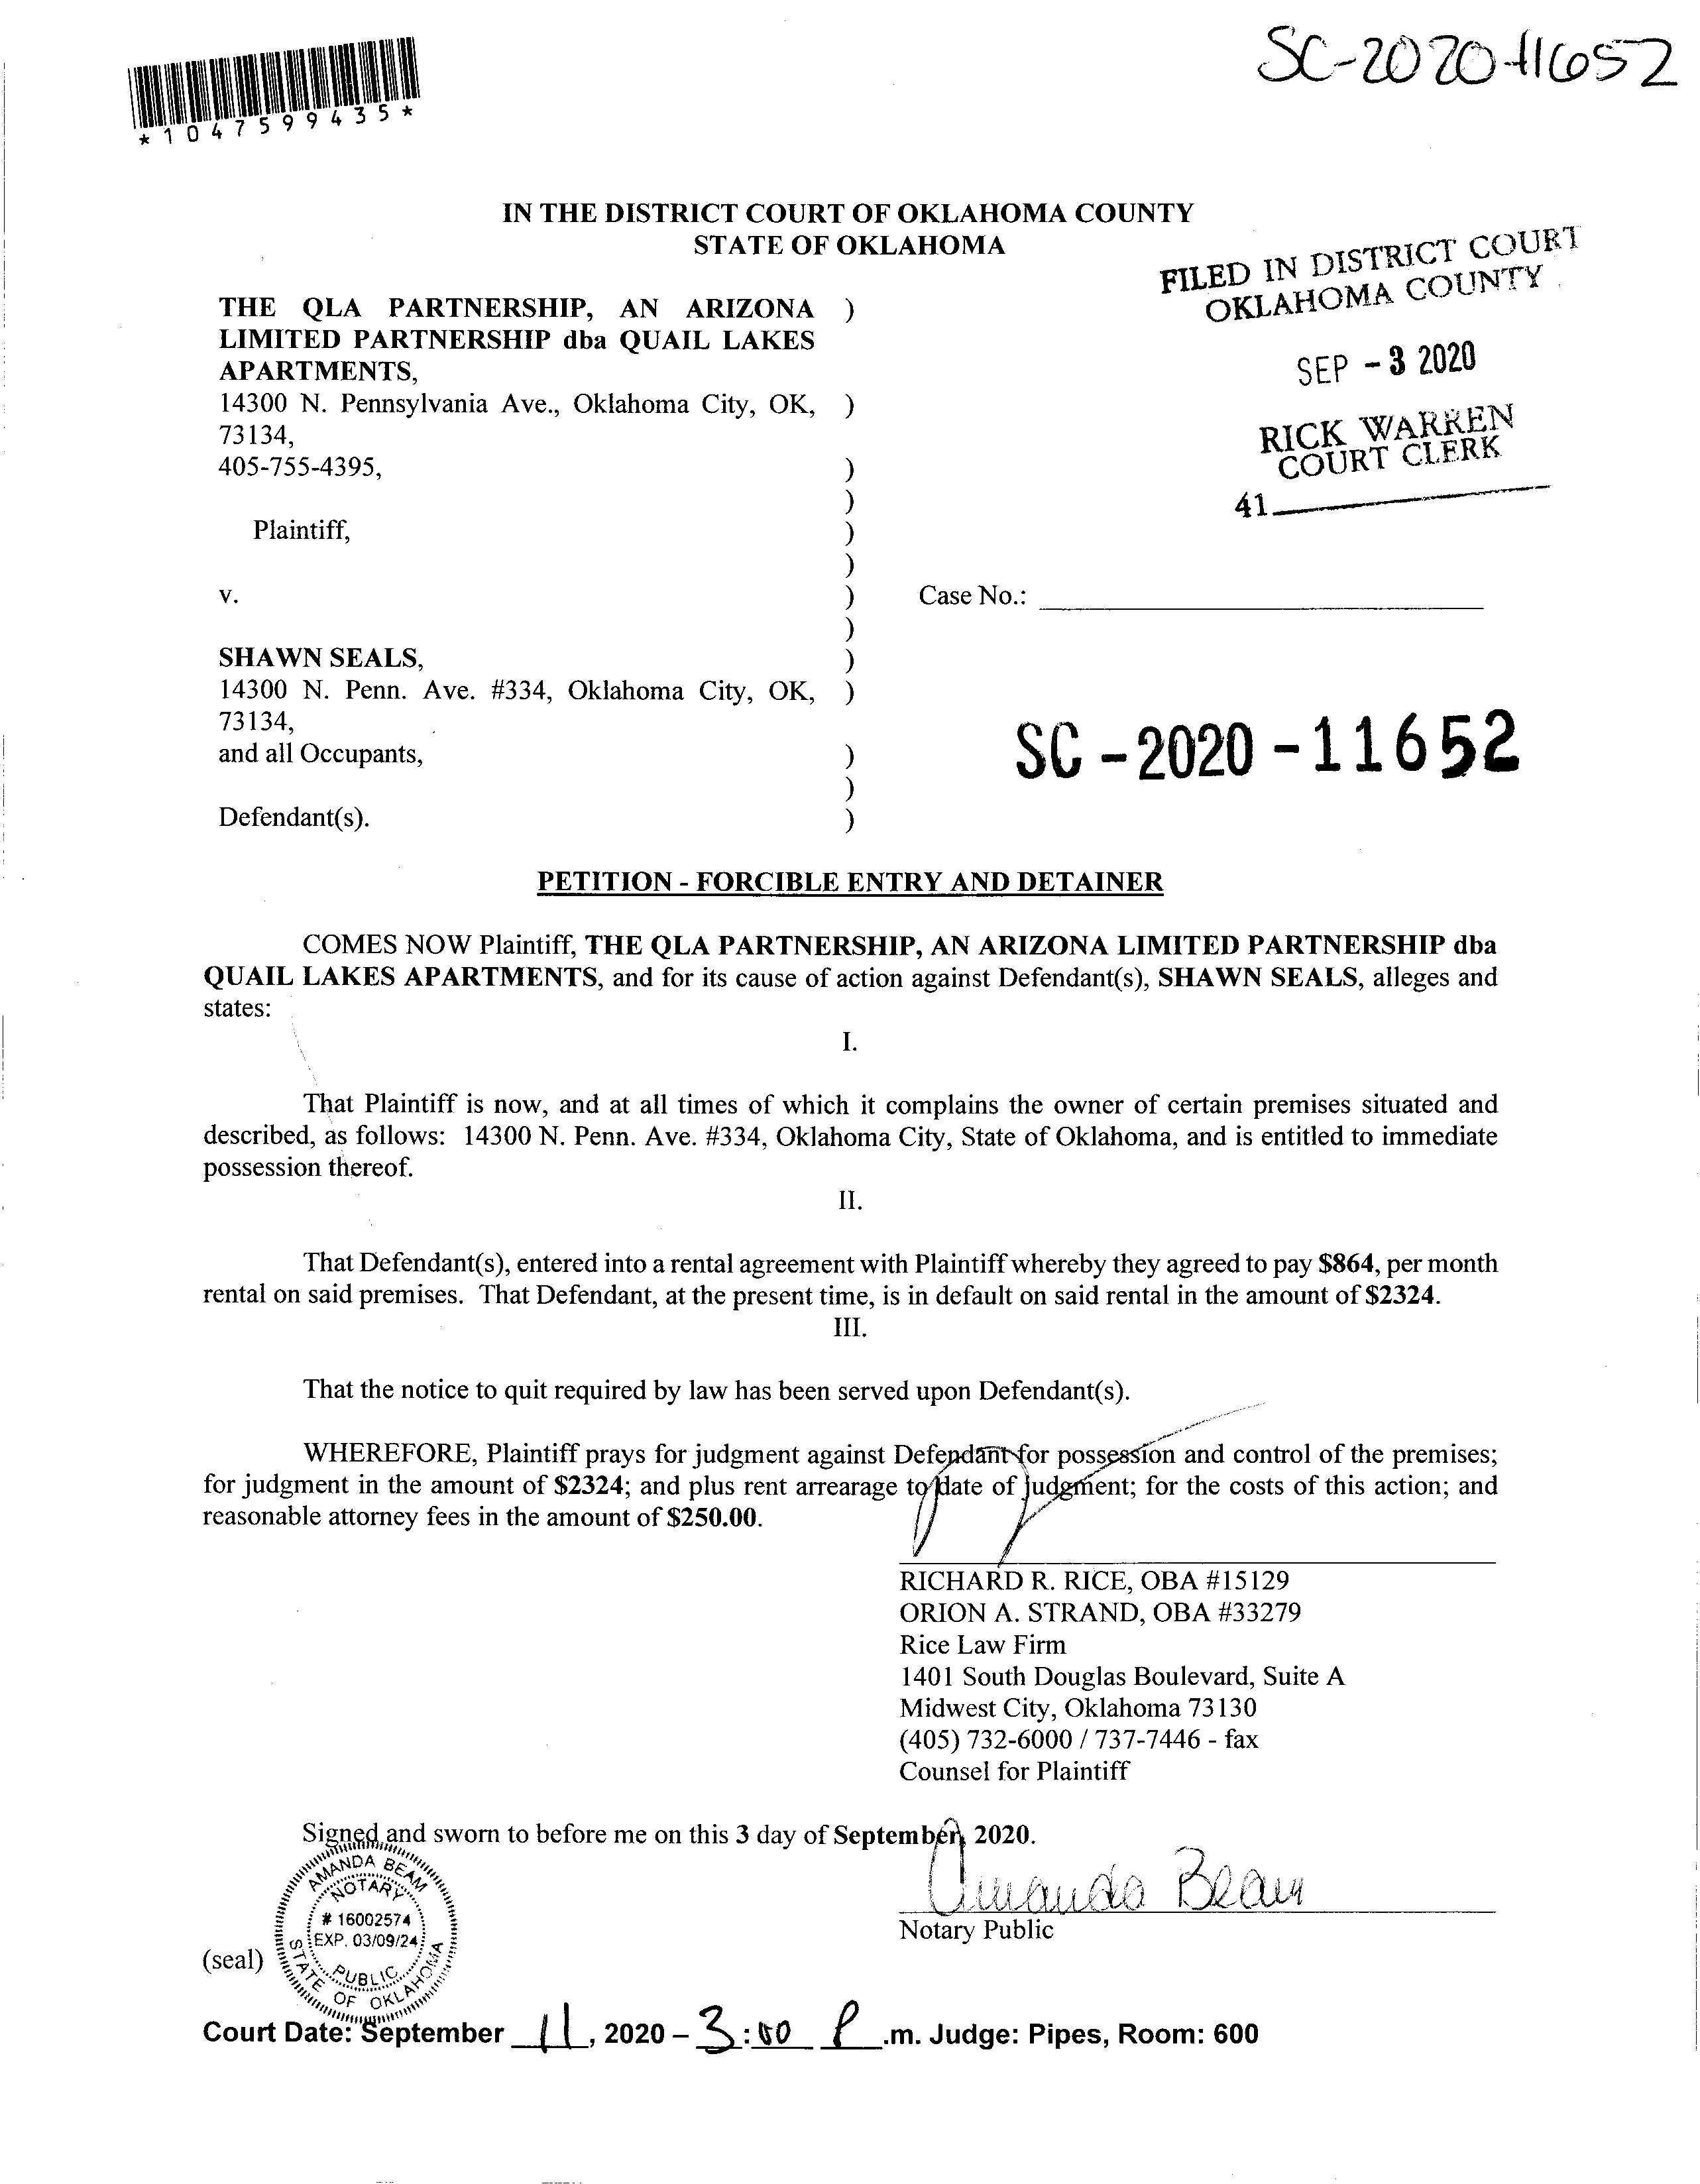 SC-2020-11652
*1047599435*
IN THE DISTRICT COURT OF OKLAHOMA COUNTY
STATE OF OKLAHOMA
FILED IN DISTRICT COURT
OKLAHOMA COUNTY
SEP - 3 2020
RICK WARREN
COURT CLERK
41
THE QLA PARTNERSHIP, AN ARIZONA )
LIMITED PARTNERSHIP dba QUAIL LAKES
APARTMENTS,
14300 N. Pennsylvania Ave., Oklahoma City, OK, )
73134,
405-755-4395, )
)
Plaintiff, )
)
v. ) Case No.:
)
SHAWN SEALS, )
14300 N. Penn. Ave. #334, Oklahoma City, OK, )
73134,
and all Occupants, )
)
Defendant(s). )
SC - 2020 - 11652
PETITION - FORCIBLE ENTRY AND DETAINER
COMES NOW Plaintiff, THE QLA PARTNERSHIP, AN ARIZONA LIMITED PARTNERSHIP dba
QUAIL LAKES APARTMENTS, and for its cause of action against Defendant(s), SHAWN SEALS, alleges and
states:
I.
That Plaintiff is now, and at all times of which it complains the owner of certain premises situated and
described, as follows: 14300 N. Penn. Ave. #334, Oklahoma City, State of Oklahoma, and is entitled to immediate
possession thereof.
II.
That Defendant(s), entered into a rental agreement with Plaintiff whereby they agreed to pay $864, per month
rental on said premises. That Defendant, at the present time, is in default on said rental in the amount of $2324.
III.
That the notice to quit required by law has been served upon Defendant(s).
WHEREFORE, Plaintiff prays for judgment against Defendant for possession and control of the premises;
for judgment in the amount of $2324; and plus rent arrearage to date of judgment; for the costs of this action; and
reasonable attorney fees in the amount of $250.00.
RICHARD R. RICE, OBA #15129
ORION A. STRAND, OBA #33279
Rice Law Firm
1401 South Douglas Boulevard, Suite A
Midwest City, Oklahoma 73130
(405) 732-6000 / 737-7446 - fax
Counsel for Plaintiff
Signed and sworn to before me on this 3 day of September, 2020.
Amanda Beam
Notary Public
(seal)
AMANDA BEAM
NOTARY
# 16002574
EXP. 03/09/24
PUBLIC
STATE OF OKLAHOMA
Court Date: September 11, 2020 – 3:00 P.m. Judge: Pipes, Room: 600